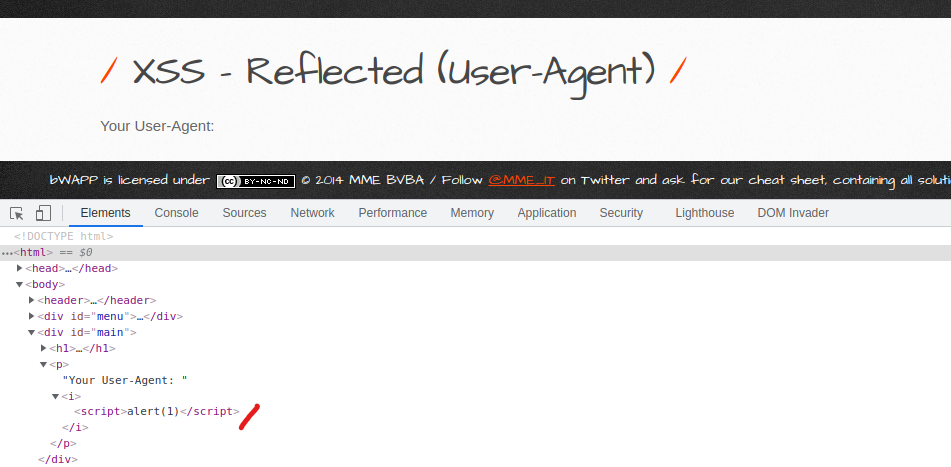 / XSS - Reflected (User-Agent) /
Your User-Agent:
bWAPP is licensed under (cc) BY-NC-ND © 2014 MME BVBA / Follow @MME_IT on Twitter and ask for our cheat sheet, containing all
Elements Console Sources Network Performance Memory Application Security Lighthouse DOM Invader
<!DOCTYPE html>
…<html> == $0
▶<head>…</head>
▼<body>
▶<header>…</header>
▶<div id="menu">…</div>
▼<div id="main">
▶<h1>…</h1>
▼<p>
"Your User-Agent: "
▼<i>
<script>alert(1)</script>
</i>
</p>
</div>